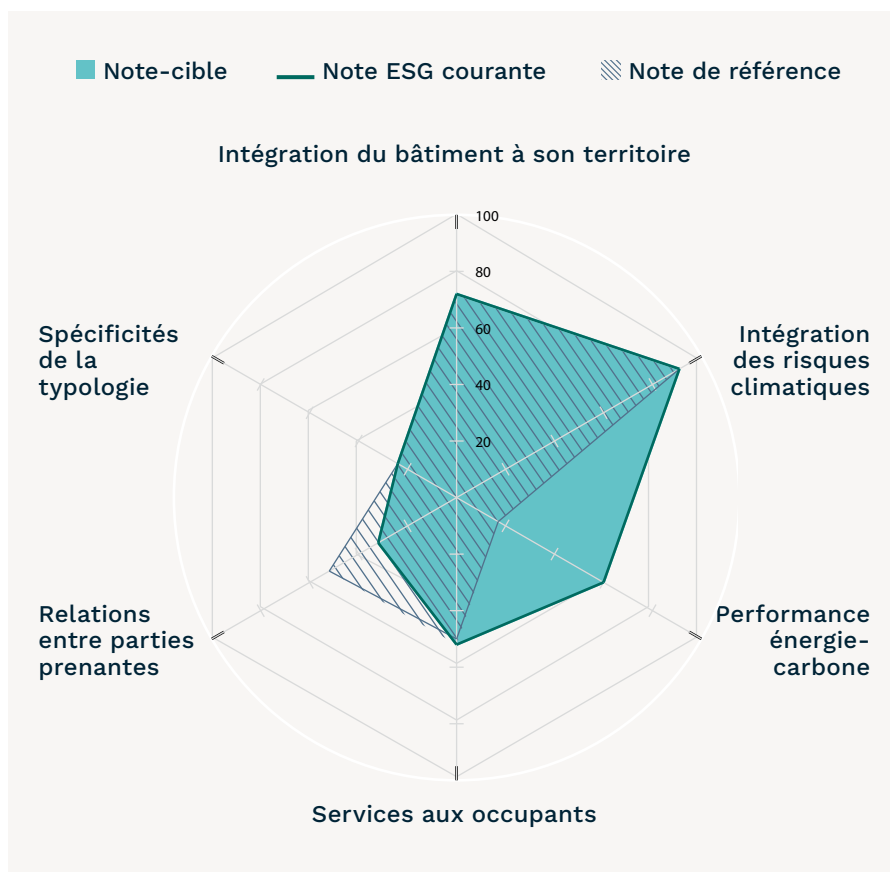 Note-cible
Note ESG courante
Note de référence
Intégration du bâtiment à son territoire
100
80
60
40
20
Spécificités
de la
typologie
Intégration
des risques
climatiques
Relations
entre parties
prenantes
Performance
énergie-
carbone
Services aux occupants